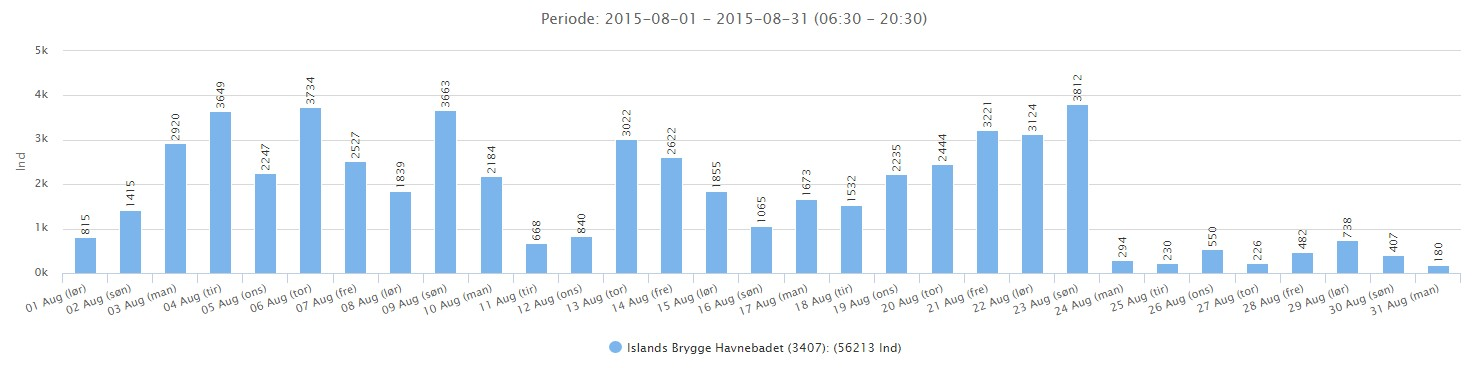 Periode: 2015-08-01 - 2015-08-31 (06:30 - 20:30)
5k
4k
3k
2k
1k
0k
Ind
815
1415
2920
3649
2247
3734
2527
1839
3663
2184
668
840
3022
2622
1855
1065
1673
1532
2235
2444
3221
3124
3812
294
230
550
226
482
738
407
180
01 Aug (lør)
02 Aug (søn)
03 Aug (man)
04 Aug (tir)
05 Aug (ons)
06 Aug (tor)
07 Aug (fre)
08 Aug (lør)
09 Aug (søn)
10 Aug (man)
11 Aug (tir)
12 Aug (ons)
13 Aug (tor)
14 Aug (fre)
15 Aug (lør)
16 Aug (søn)
17 Aug (man)
18 Aug (tir)
19 Aug (ons)
20 Aug (tor)
21 Aug (fre)
22 Aug (lør)
23 Aug (søn)
24 Aug (man)
25 Aug (tir)
26 Aug (ons)
27 Aug (tor)
28 Aug (fre)
29 Aug (lør)
30 Aug (søn)
31 Aug (man)
Islands Brygge Havnebadet (3407): (56213 Ind)